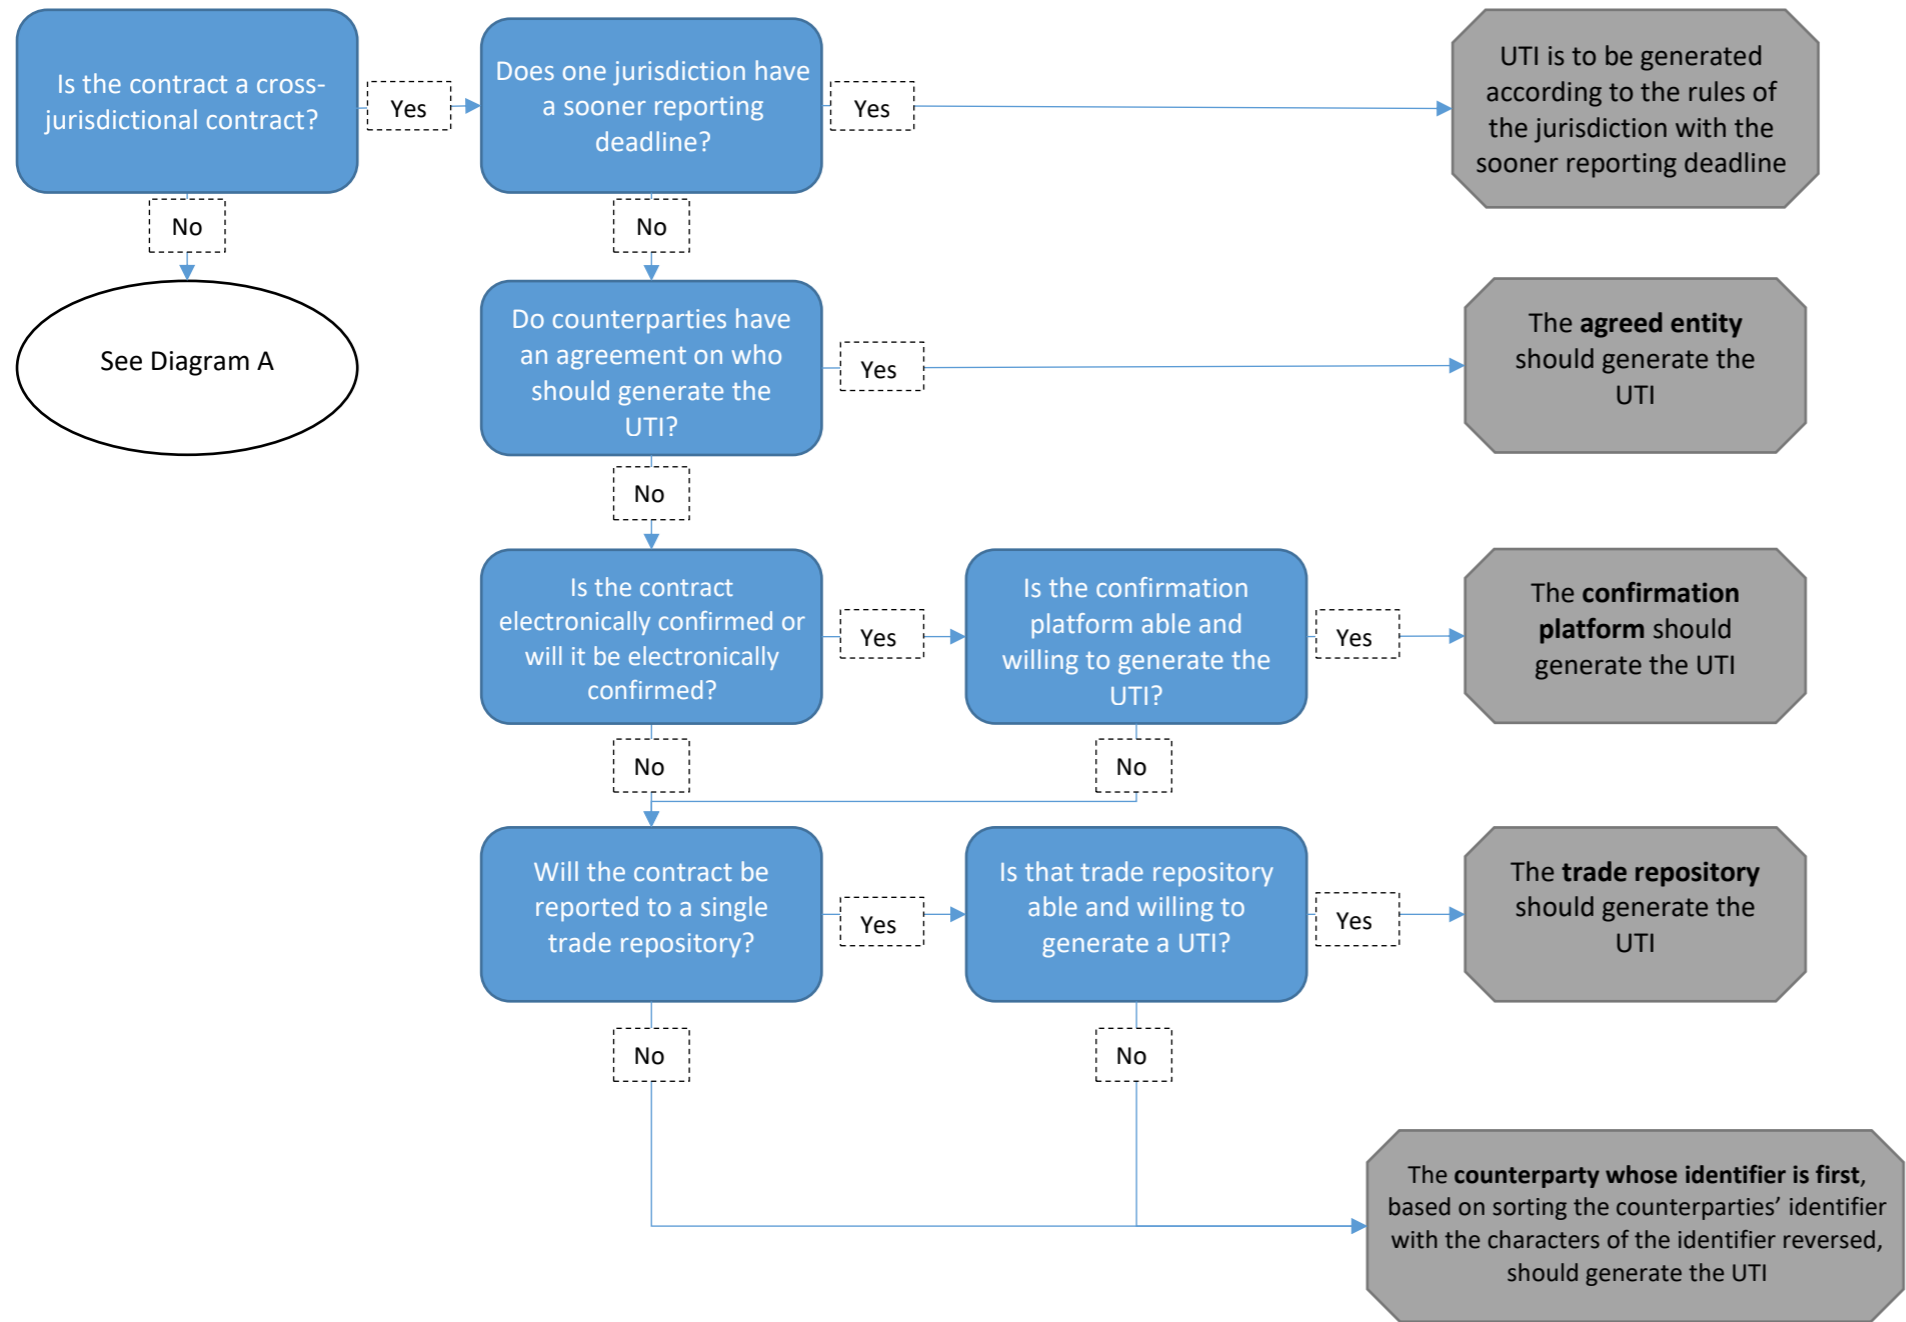 Is the contract a cross-
jurisdictional contract?
Yes
Does one jurisdiction have
a sooner reporting
deadline?
Yes
UTI is to be generated
according to the rules of
the jurisdiction with the
sooner reporting deadline
No
No
See Diagram A
Do counterparties have
an agreement on who
should generate the
UTI?
Yes
The agreed entity
should generate the
UTI
No
Is the contract
electronically confirmed or
will it be electronically
confirmed?
Yes
Is the confirmation
platform able and
willing to generate the
UTI?
Yes
The confirmation
platform should
generate the UTI
No
No
Will the contract be
reported to a single
trade repository?
Yes
Is that trade repository
able and willing to
generate a UTI?
Yes
The trade repository
should generate the
UTI
No
No
The counterparty whose identifier is first,
based on sorting the counterparties’ identifier
with the characters of the identifier reversed,
should generate the UTI